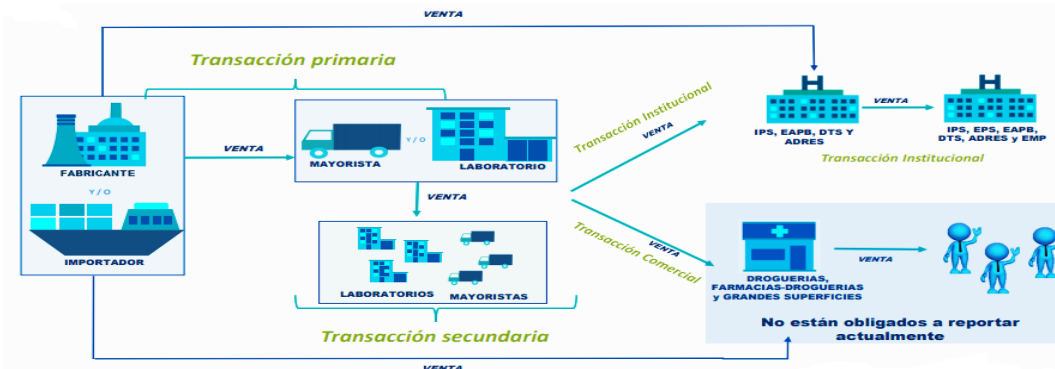 VENTA
Transacción primaria
FABRICANTE
Y/O
IMPORTADOR
VENTA
MAYORISTA
Y/O
LABORATORIO
VENTA
LABORATORIOS
MAYORISTAS
Transacción secundaria
Transacción Institucional
VENTA
VENTA
Transacción Comercial
IPS, EAPB, DTS Y
ADRES
VENTA
IPS, EPS, EAPB,
DTS, ADRES y EMP
Transacción Institucional
DROGUERIAS,
FARMACIAS-DROGUERIAS
y GRANDES SUPERFICIES
VENTA
No están obligados a reportar
actualmente
VENTA